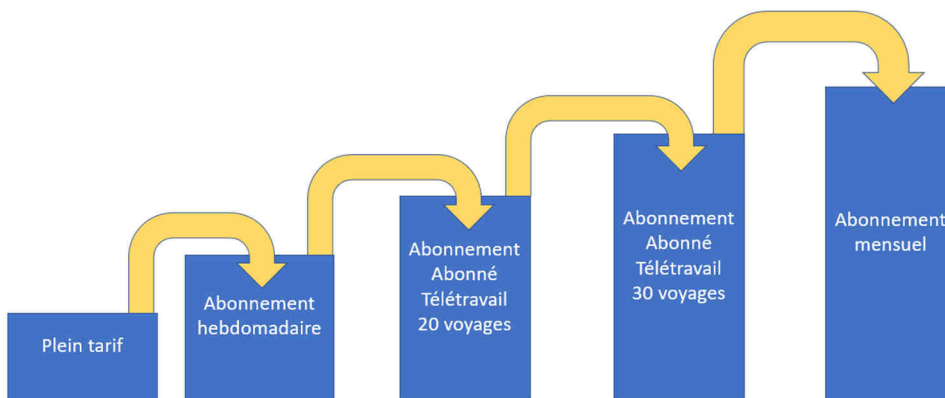 Plein tarif
Abonnement
hebdomadaire
Abonnement
Abonné
Télétravail
20 voyages
Abonnement
Abonné
Télétravail
30 voyages
Abonnement
mensuel